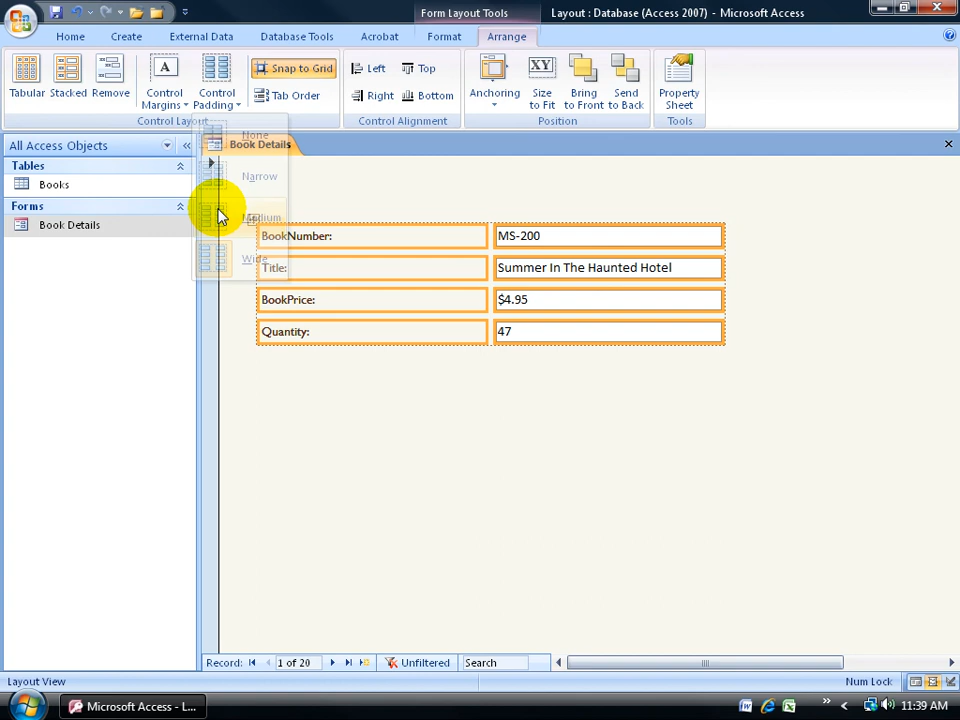 Form Layout Tools
Layout : Database (Access 2007) - Microsoft Access
Home
Create
External Data
Database Tools
Acrobat
Format
Arrange
Tabular
Stacked
Remove
Control Margins
Control Padding
Snap to Grid
Tab Order
Left
Top
Right
Bottom
Anchoring
Size to Fit
Bring to Front
Send to Back
Property Sheet
Control Layout
Control Alignment
Position
Tools
None
Narrow
Medium
Wide
All Access Objects
Book Details
Tables
Books
Forms
Book Details
BookNumber:
MS-200
Title:
Summer In The Haunted Hotel
BookPrice:
$4.95
Quantity:
47
Record:
1 of 20
Unfiltered
Search
Layout View
Num Lock
Microsoft Access - L...
11:39 AM